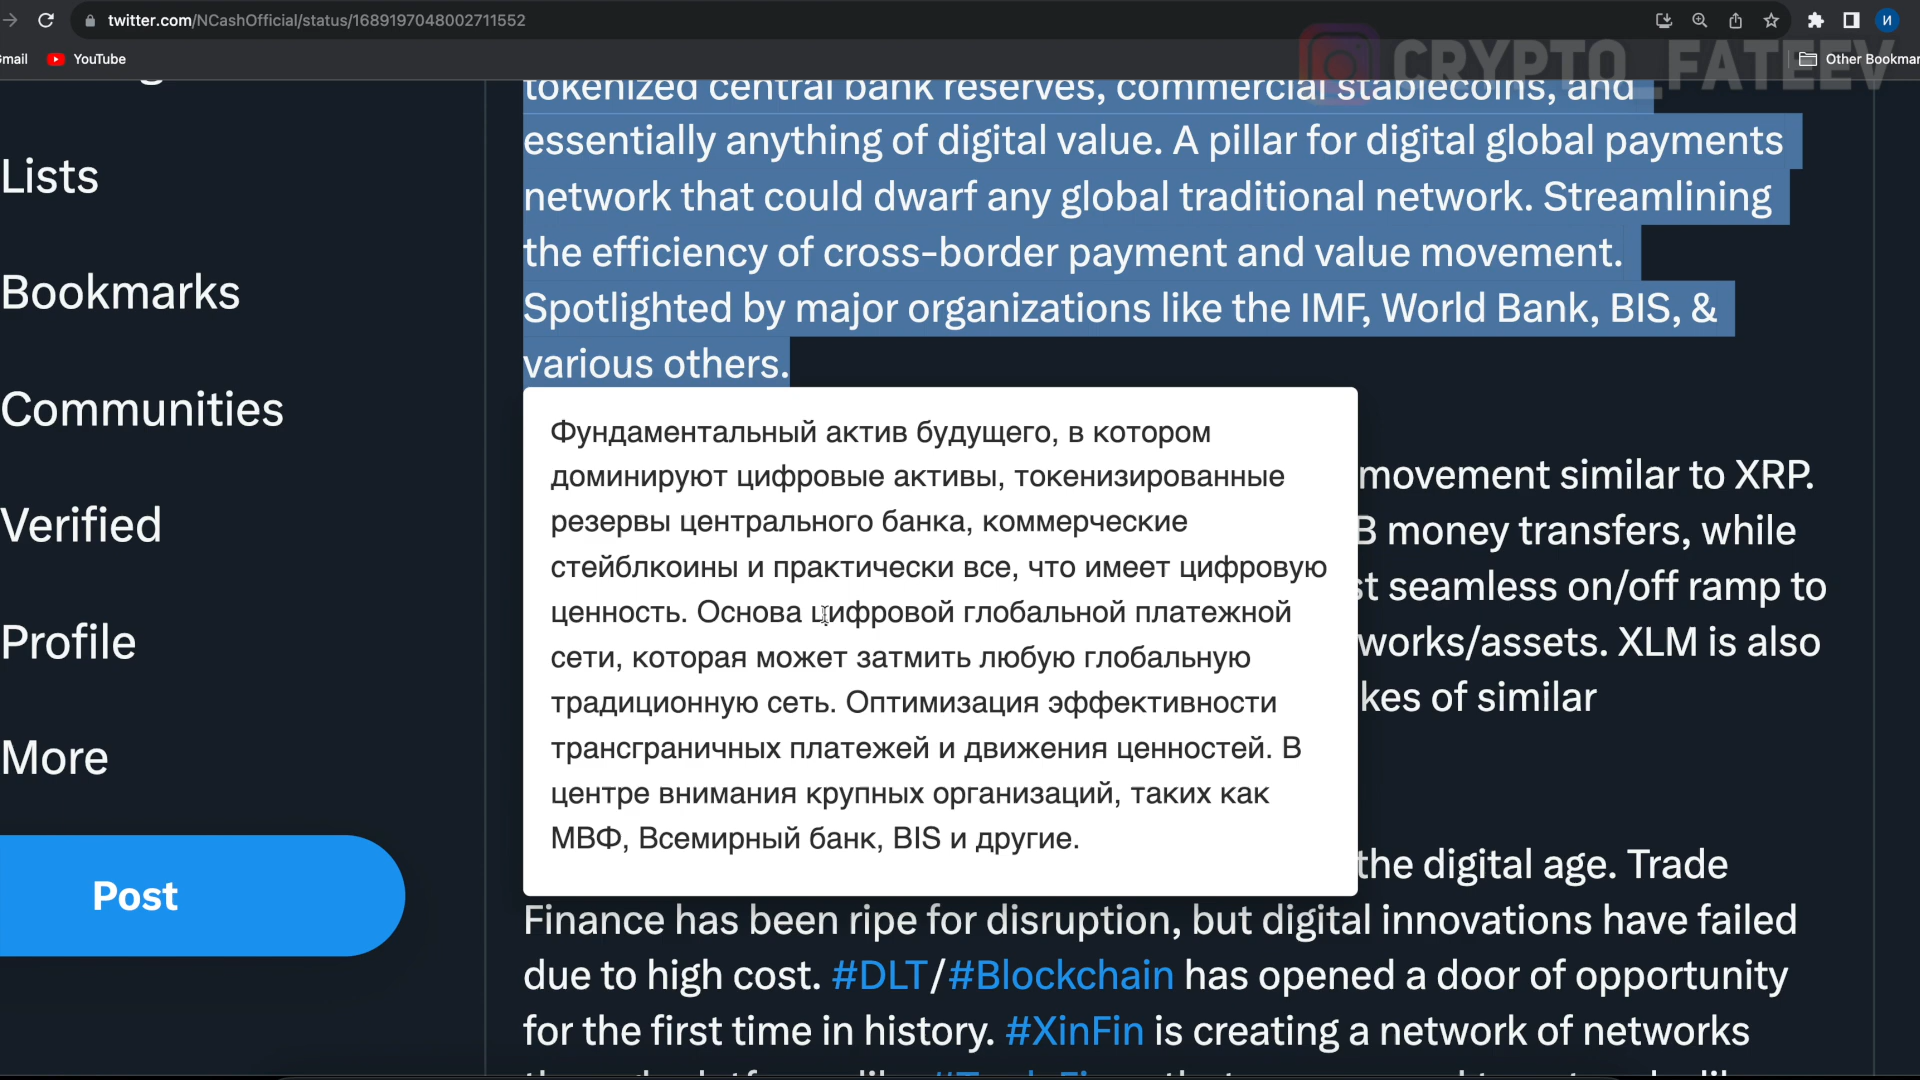 twitter.com/NCashOfficial/status/1689197048002711552
И
Gmail
YouTube
CRYPTO_FATEEV
Other Bookmar
tokenized central bank reserves, commercial stablecoins, and
essentially anything of digital value. A pillar for digital global payments
network that could dwarf any global traditional network. Streamlining
the efficiency of cross-border payment and value movement.
Spotlighted by major organizations like the IMF, World Bank, BIS, &
various others.
Lists
Bookmarks
Communities
Verified
Profile
More
Post
Фундаментальный актив будущего, в котором
доминируют цифровые активы, токенизированные
резервы центрального банка, коммерческие
стейблкоины и практически все, что имеет цифровую
ценность. Основа цифровой глобальной платежной
сети, которая может затмить любую глобальную
традиционную сеть. Оптимизация эффективности
трансграничных платежей и движения ценностей. В
центре внимания крупных организаций, таких как
МВФ, Всемирный банк, BIS и другие.
movement similar to XRP.
B money transfers, while
st seamless on/off ramp to
works/assets. XLM is also
kes of similar
the digital age. Trade
Finance has been ripe for disruption, but digital innovations have failed
due to high cost. #DLT/#Blockchain has opened a door of opportunity
for the first time in history. #XinFin is creating a network of networks